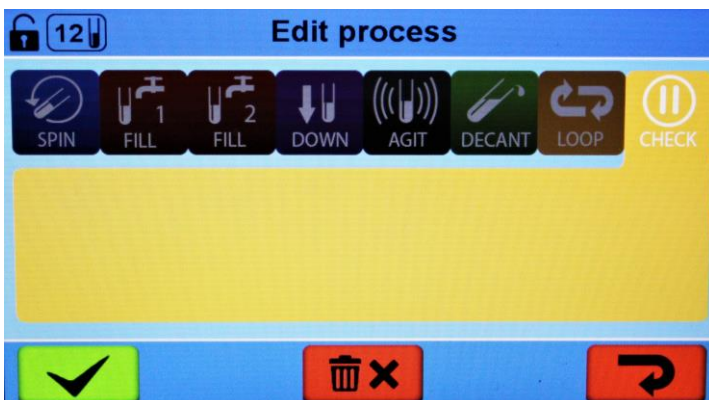 12 Edit process
1 2
SPIN FILL FILL DOWN AGIT DECANT LOOP CHECK